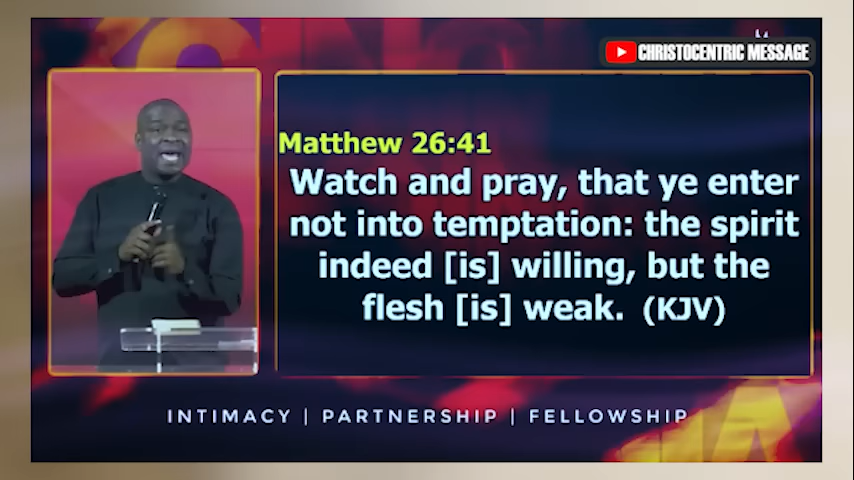 CHRISTOCENTRIC MESSAGE
Matthew 26:41
Watch and pray, that ye enter
not into temptation: the spirit
indeed [is] willing, but the
flesh [is] weak. (KJV)
INTIMACY | PARTNERSHIP | FELLOWSHIP